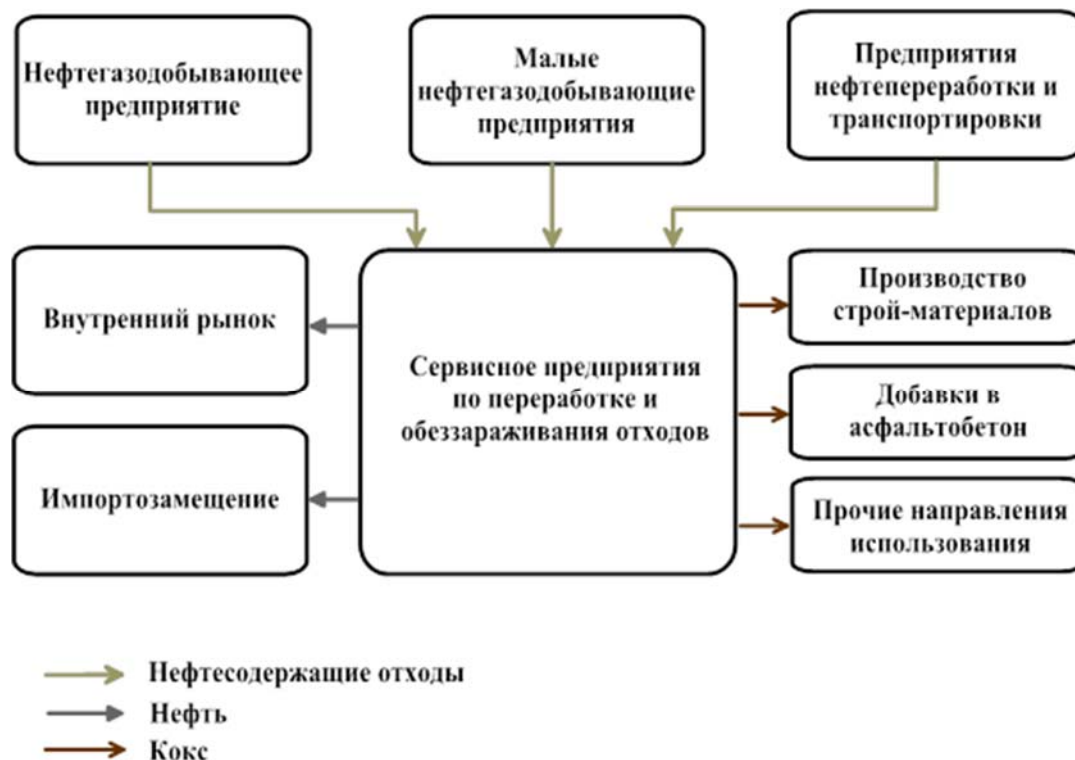 Нефтегазодобывающее
предприятие
Малые
нефтегазодобывающие
предприятия
Предприятия
нефтепереработки и
транспортировки
Внутренний рынок
Импортозамещение
Сервисное предприятия
по переработке и
обеззараживания отходов
Производство
строй-материалов
Добавки в
асфальтобетон
Прочие направления
использования
Нефтесодержащие отходы
Нефть
Кокс